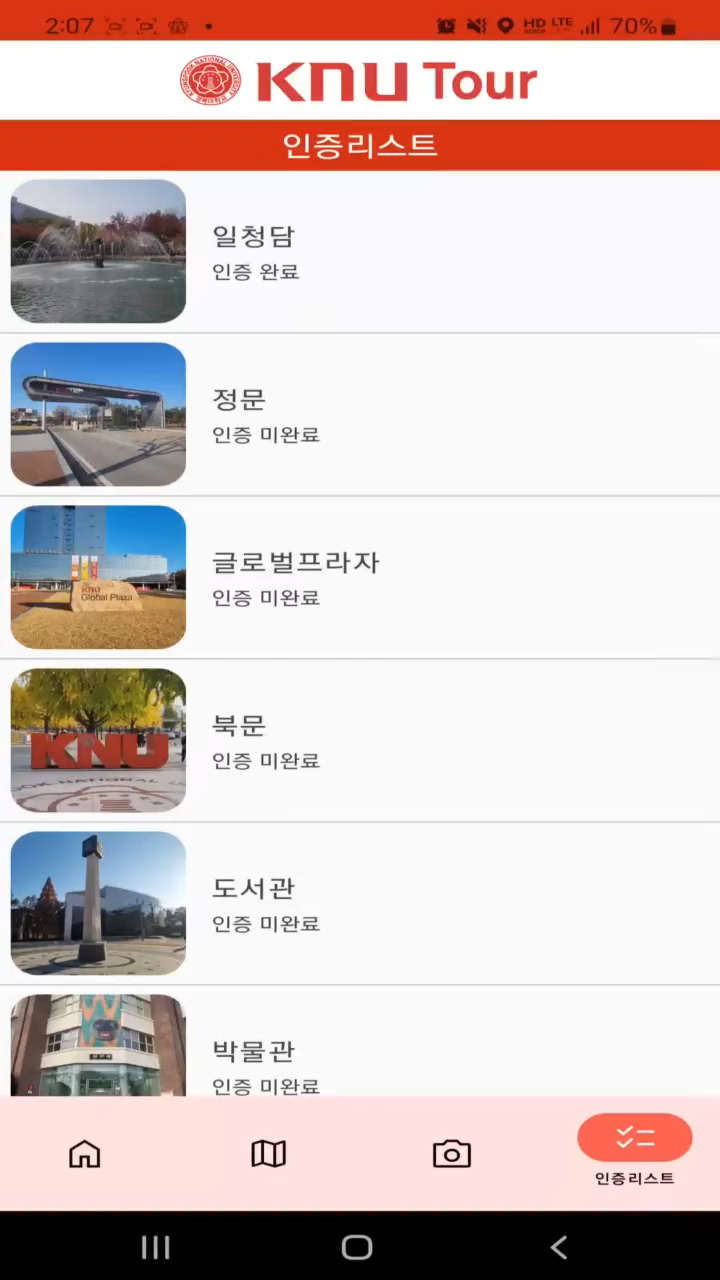 2:07
HD LTE 70%
KNU Tour
인증리스트
일청담
인증 완료
정문
인증 미완료
글로벌프라자
인증 미완료
KNU
Global Plaza
북문
인증 미완료
KNU
도서관
인증 미완료
박물관
인증 미완료
인증리스트